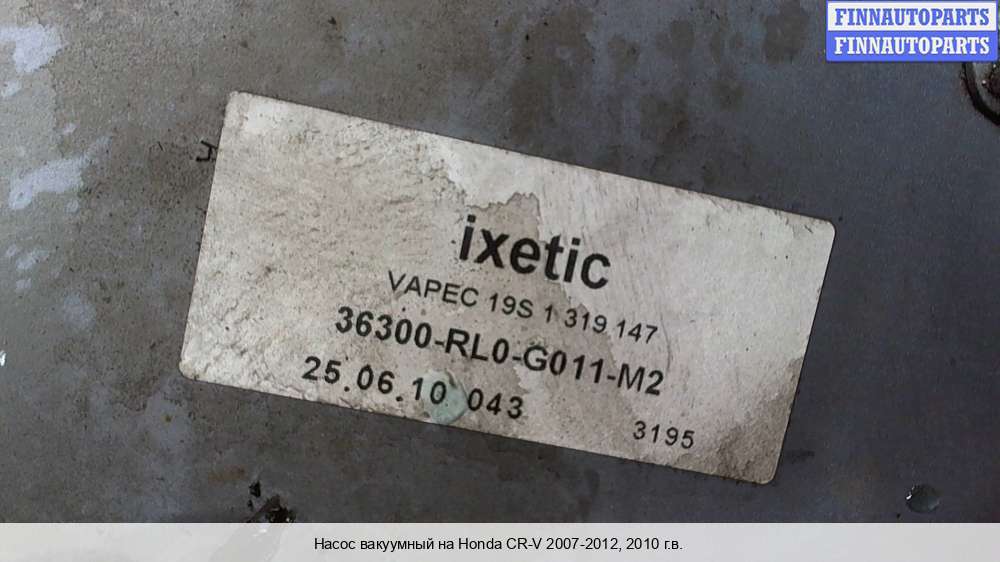 FINNAUTOPARTS
FINNAUTOPARTS
ixetic
VAPEC 19S 1 319 147
36300-RL0-G011-M2
25.06.10 043
3195
Насос вакуумный на Honda CR-V 2007-2012, 2010 г.в.